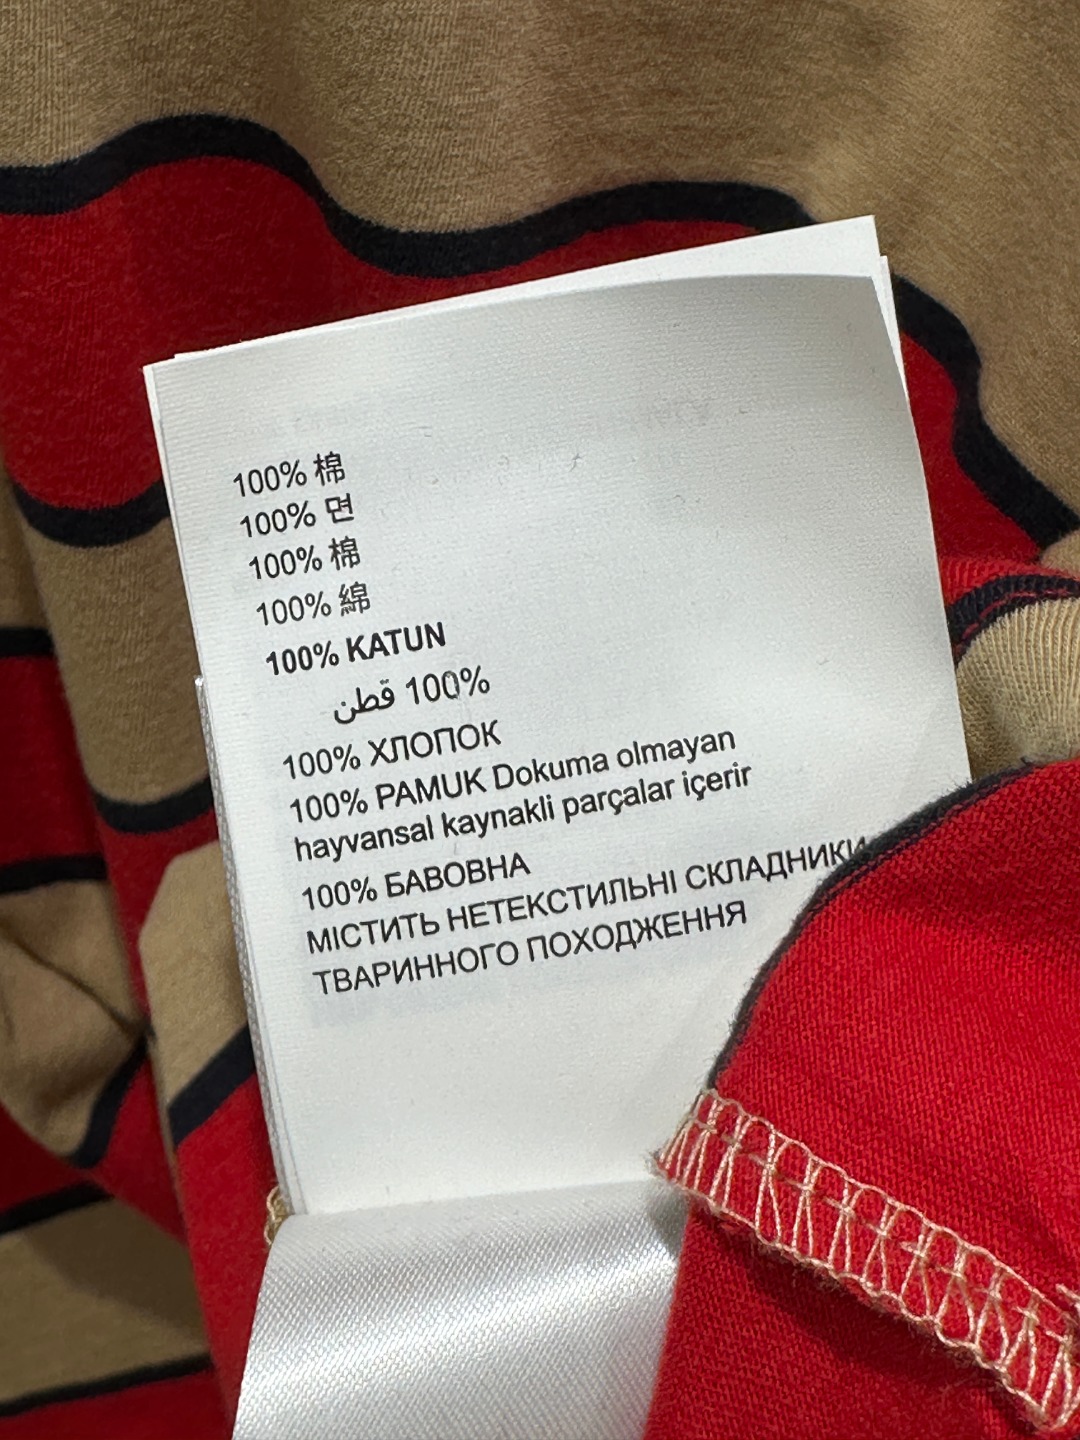 100% 棉
100% 면
100% 棉
100% 綿
100% KATUN
100% قطن
100% ХЛОПОК
100% PAMUK Dokuma olmayan
hayvansal kaynakli parçalar içerir
100% БАВОВНА
МІСТИТЬ НЕТЕКСТИЛЬНІ СКЛАДНИКИ
ТВАРИННОГО ПОХОДЖЕННЯ